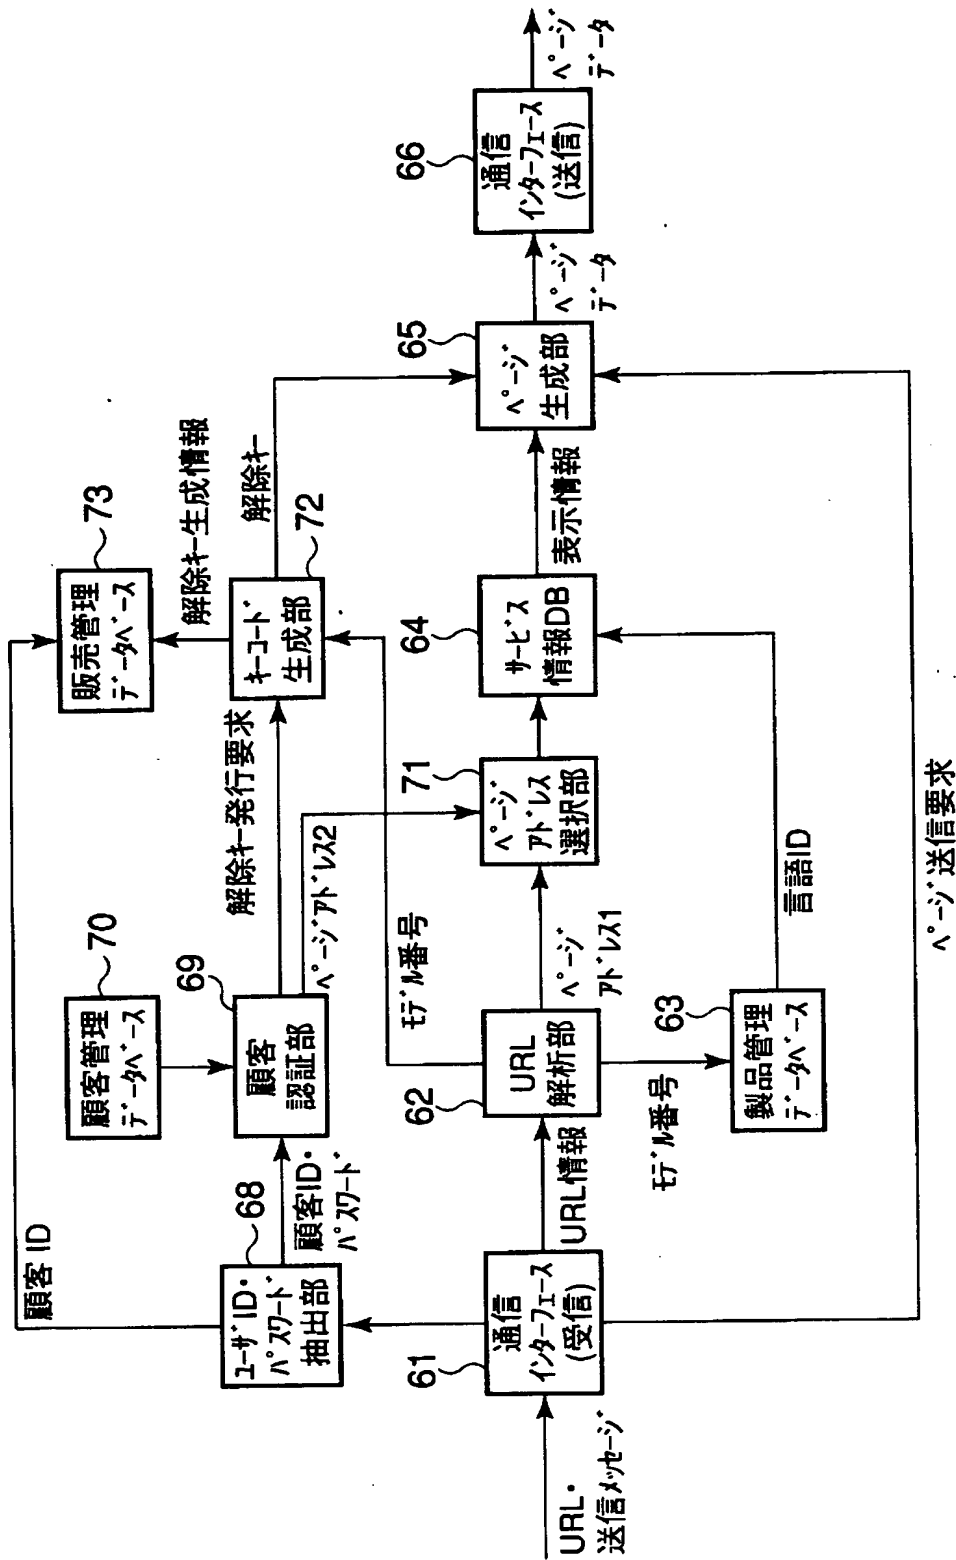 URL・
送信ﾒｯｾｰｼﾞ
61
通信
ｲﾝﾀｰﾌｪｰｽ
(受信)
68
ﾕｰｻﾞID・
ﾊﾟｽﾜｰﾄﾞ
抽出部
顧客ID
顧客ID・
ﾊﾟｽﾜｰﾄﾞ
URL情報
62
URL
解析部
69
顧客
認証部
70
顧客管理
ﾃﾞｰﾀﾍﾞｰｽ
ﾓﾃﾞﾙ番号
63
製品管理
ﾃﾞｰﾀﾍﾞｰｽ
ﾓﾃﾞﾙ番号
ﾍﾟｰｼﾞ
ｱﾄﾞﾚｽ1
ﾍﾟｰｼﾞｱﾄﾞﾚｽ2
解除ｷｰ発行要求
言語ID
71
ﾍﾟｰｼﾞ
ｱﾄﾞﾚｽ
選択部
64
ｻｰﾋﾞｽ
情報DB
72
ｷｰｺｰﾄﾞ
生成部
73
販売管理
ﾃﾞｰﾀﾍﾞｰｽ
解除ｷｰ生成情報
解除ｷｰ
表示情報
ﾍﾟｰｼﾞ送信要求
65
ﾍﾟｰｼﾞ
生成部
ﾍﾟｰｼﾞ
ﾃﾞｰﾀ
66
通信
ｲﾝﾀｰﾌｪｰｽ
(送信)
ﾍﾟｰｼﾞ
ﾃﾞｰﾀ